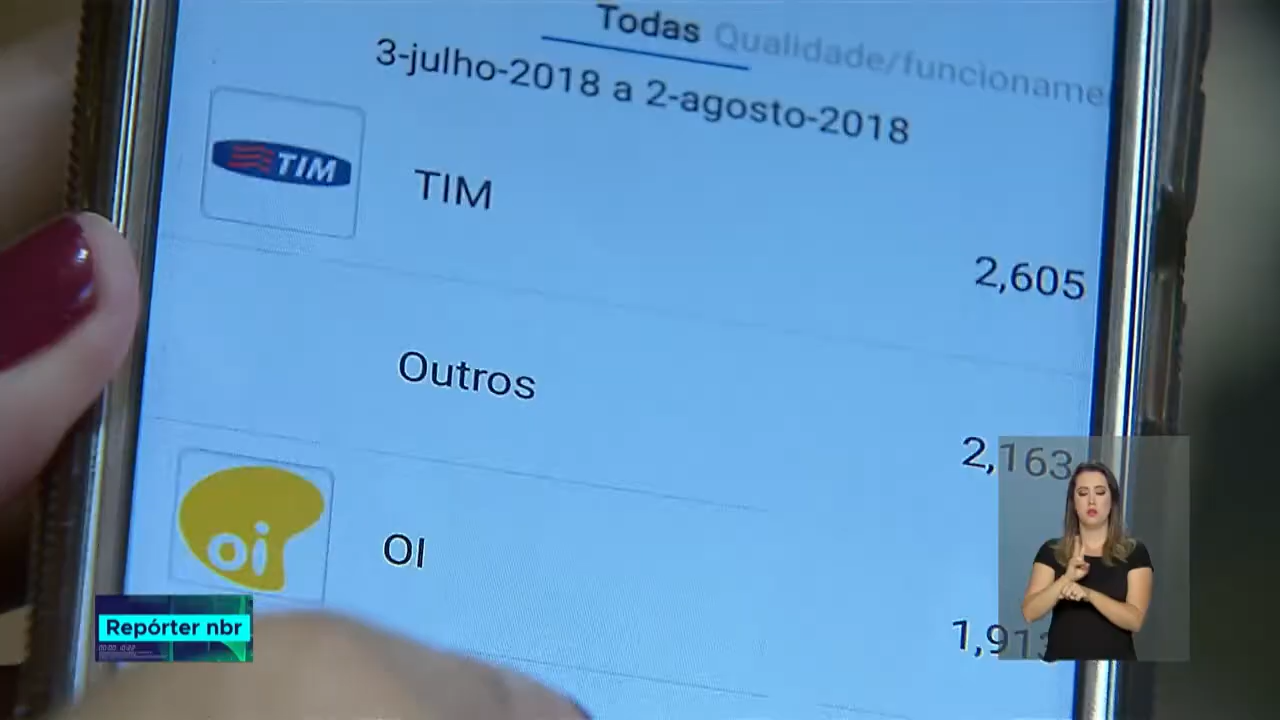 Todas Qualidade/funcioname
3-julho-2018 a 2-agosto-2018
TIM
TIM
2,605
Outros
2,163
oi
OI
1,913
Repórter nbr